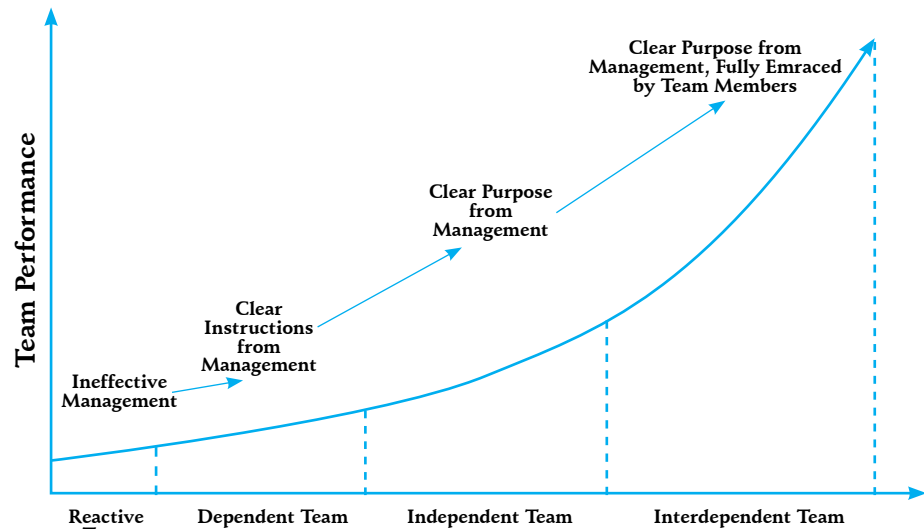 Team Performance
Clear Purpose from
Management, Fully Emraced
by Team Members
Clear Purpose
from
Management
Clear
Instructions
from
Management
Ineffective
Management
Reactive
Dependent Team
Independent Team
Interdependent Team